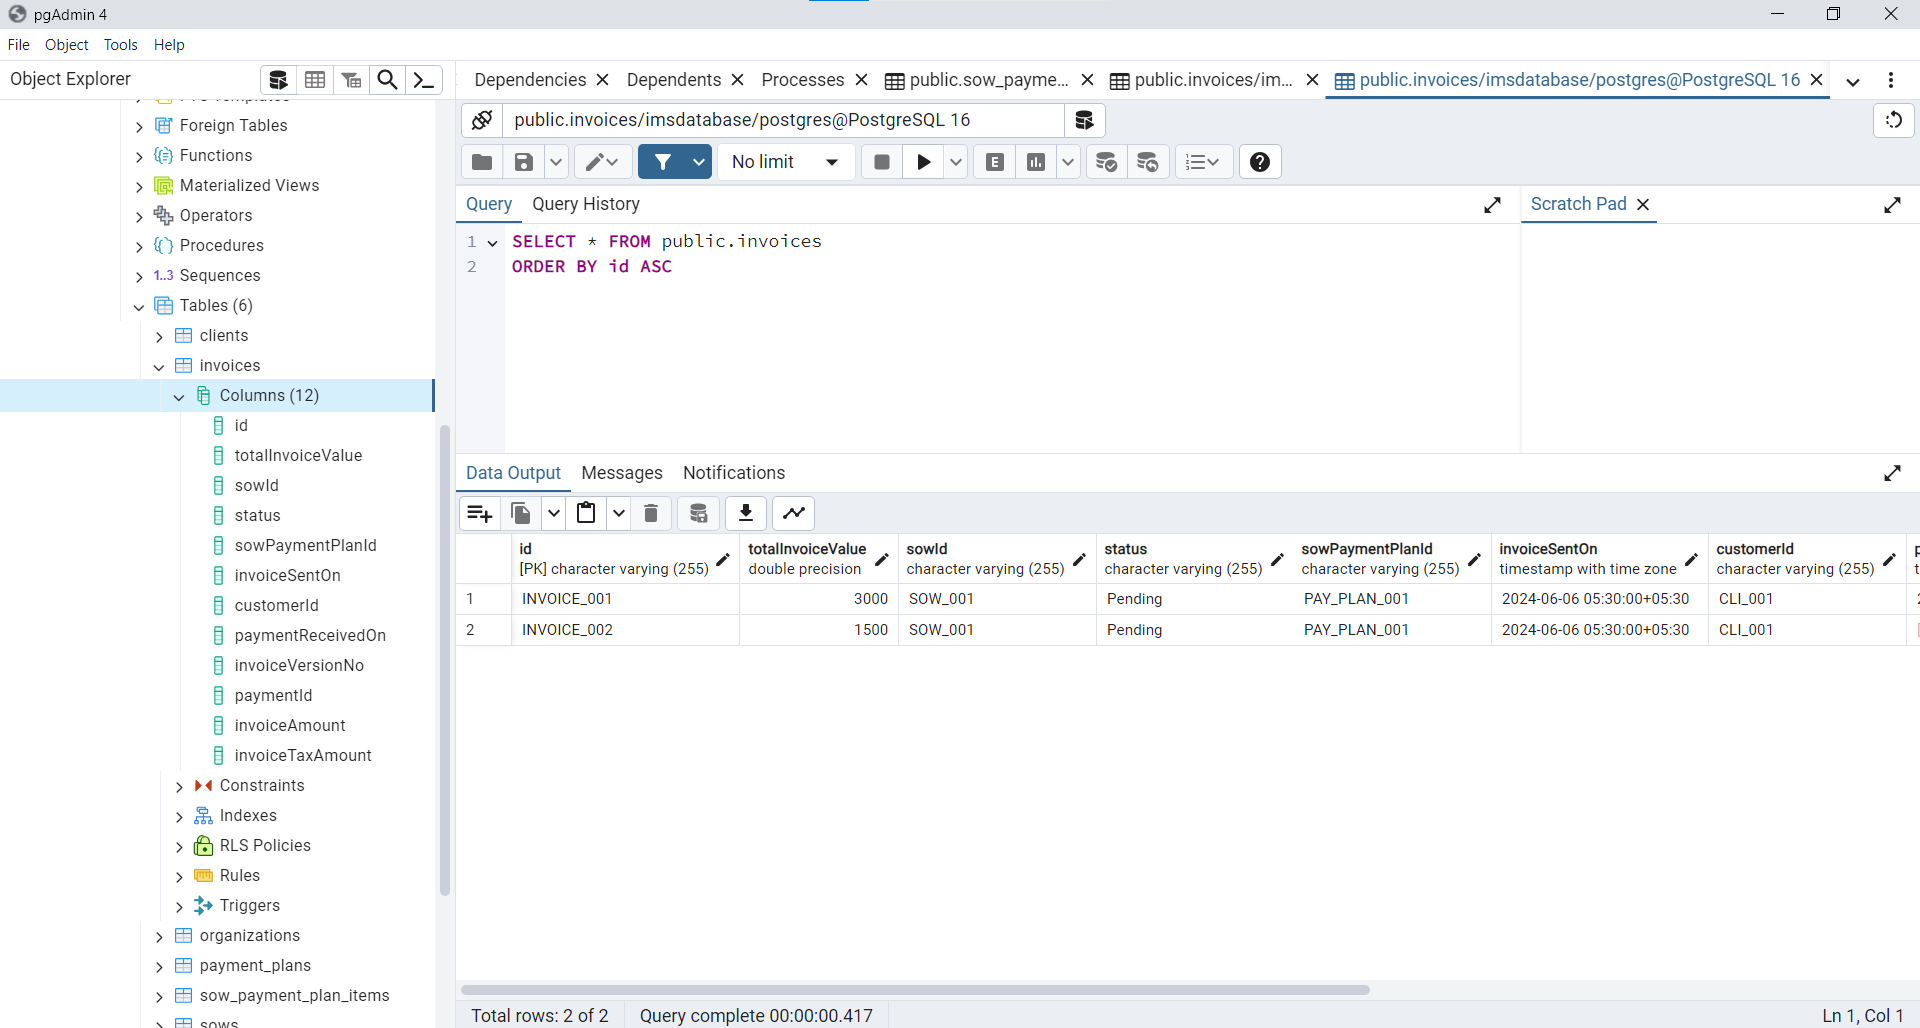 pgAdmin 4
File Object Tools Help
Object Explorer
Dependencies Dependents Processes public.sow_payme... public.invoices/im... public.invoices/imsdatabase/postgres@PostgreSQL 16
public.invoices/imsdatabase/postgres@PostgreSQL 16
No limit
E
Query Query History
Scratch Pad
1 SELECT * FROM public.invoices
2 ORDER BY id ASC
Foreign Tables
Functions
Materialized Views
Operators
Procedures
1..3 Sequences
Tables (6)
clients
invoices
Columns (12)
id
totalInvoiceValue
sowId
status
sowPaymentPlanId
invoiceSentOn
customerId
paymentReceivedOn
invoiceVersionNo
paymentId
invoiceAmount
invoiceTaxAmount
Constraints
Indexes
RLS Policies
Rules
Triggers
organizations
payment_plans
sow_payment_plan_items
sows
Data Output Messages Notifications
id totalInvoiceValue sowId status sowPaymentPlanId invoiceSentOn customerId
[PK] character varying (255) double precision character varying (255) character varying (255) character varying (255) timestamp with time zone character varying (255)
1 INVOICE_001 3000 SOW_001 Pending PAY_PLAN_001 2024-06-06 05:30:00+05:30 CLI_001
2 INVOICE_002 1500 SOW_001 Pending PAY_PLAN_001 2024-06-06 05:30:00+05:30 CLI_001
Total rows: 2 of 2 Query complete 00:00:00.417
Ln 1, Col 1